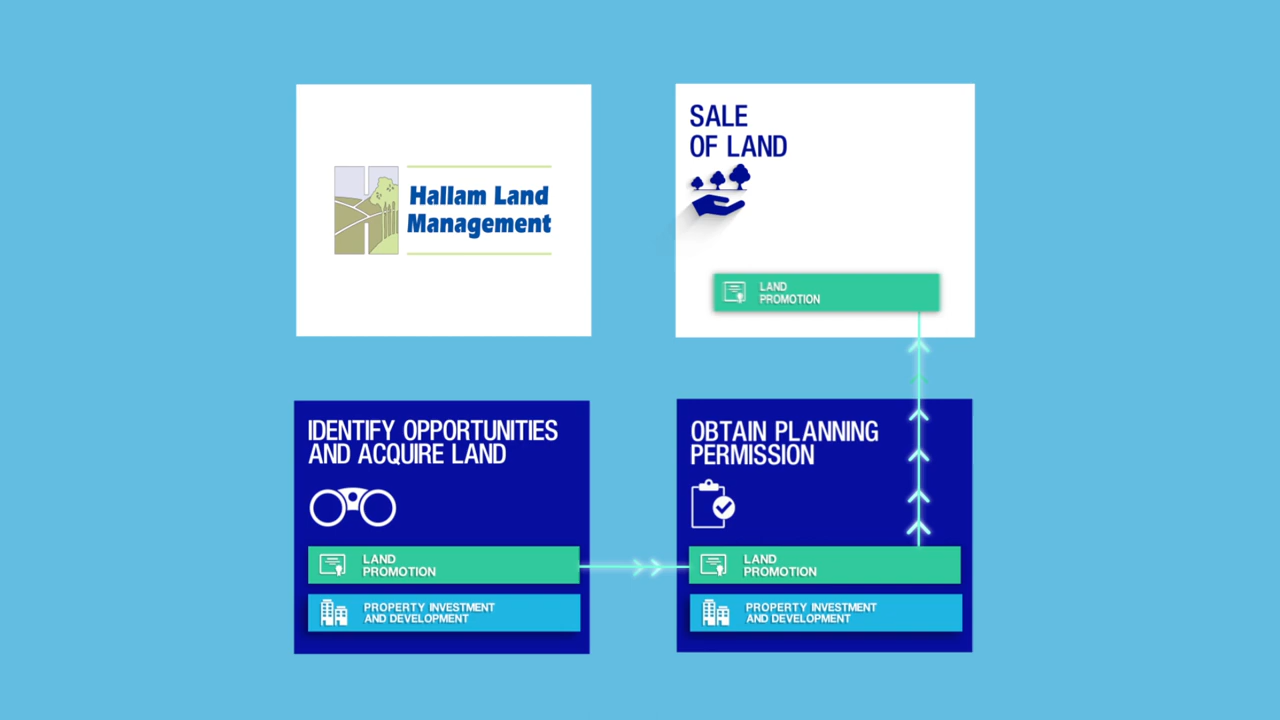 Hallam Land
Management
SALE
OF LAND
LAND
PROMOTION
IDENTIFY OPPORTUNITIES
AND ACQUIRE LAND
LAND
PROMOTION
PROPERTY INVESTMENT
AND DEVELOPMENT
OBTAIN PLANNING
PERMISSION
LAND
PROMOTION
PROPERTY INVESTMENT
AND DEVELOPMENT